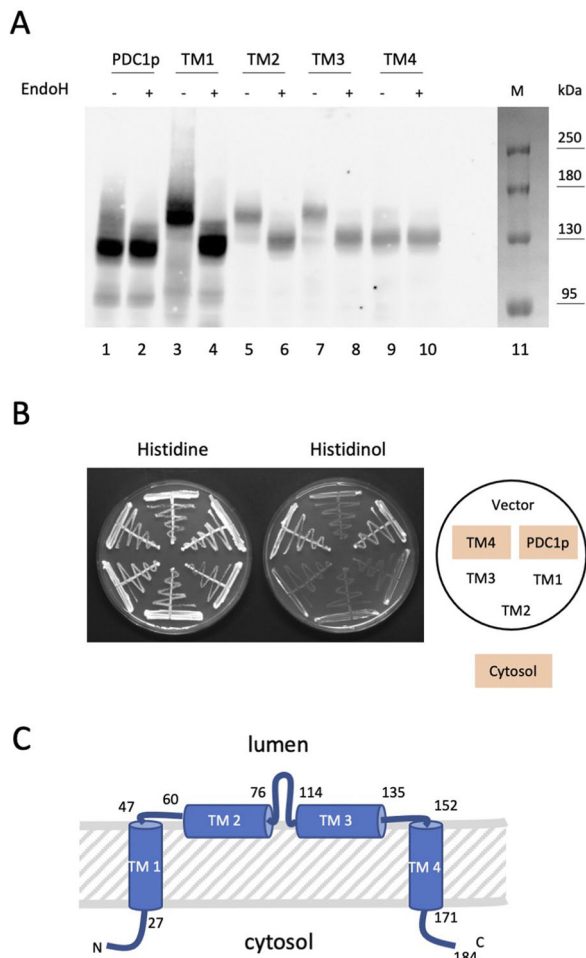 A
PDC1p TM1 TM2 TM3 TM4
EndoH - + - + - + - + - + M kDa
250
180
130
95
1 2 3 4 5 6 7 8 9 10 11
B
Histidine Histidinol
Vector
TM4 PDC1p
TM3 TM1
TM2
Cytosol
C
lumen
47 60 76 114 135 152
TM 2 TM 3
TM 1 TM 4
27 171
N cytosol C
184